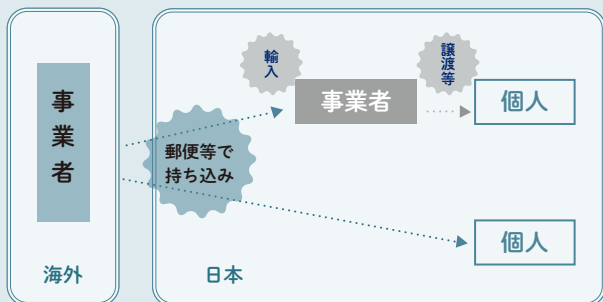 事業者
海外
郵便等で
持ち込み
輸入
事業者
譲渡等
個人
個人
日本